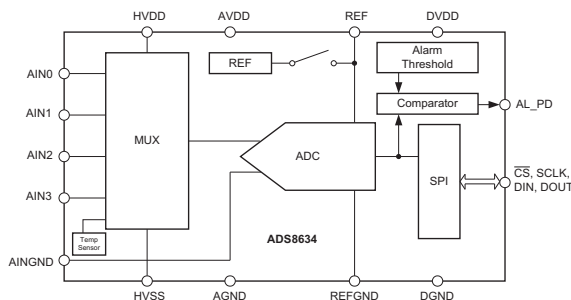 HVDD AVDD REF DVDD
REF
Alarm
Threshold
AIN0
Comparator
AL_PD
AIN1
MUX
AIN2
ADC
SPI
CS, SCLK,
DIN, DOUT
AIN3
Temp
Sensor
ADS8634
AINGND
HVSS AGND REFGND DGND